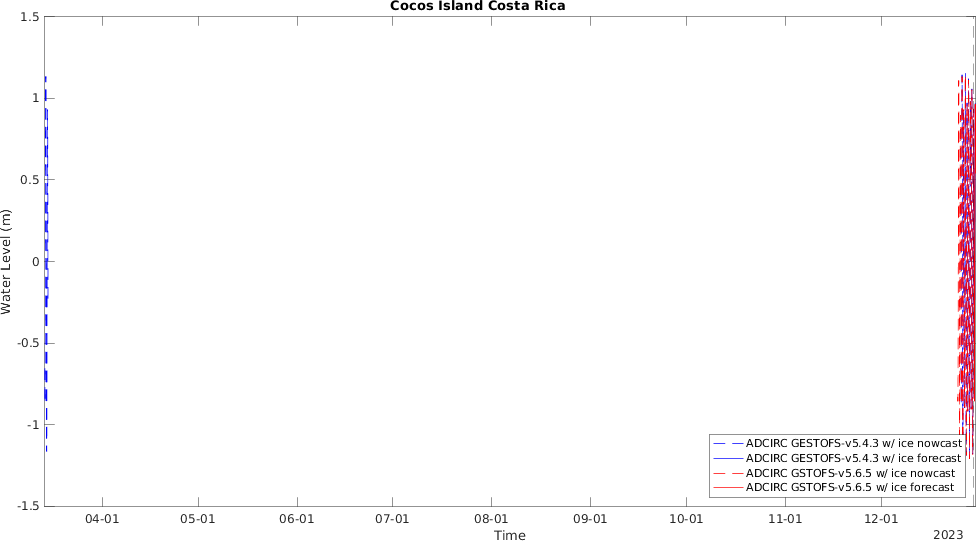 Cocos Island Costa Rica
1.5
1
0.5
0
-0.5
-1
-1.5
Water Level (m)
04-01 05-01 06-01 07-01 08-01 09-01 10-01 11-01 12-01
Time
2023
ADCIRC GESTOFS-v5.4.3 w/ ice nowcast
ADCIRC GESTOFS-v5.4.3 w/ ice forecast
ADCIRC GSTOFS-v5.6.5 w/ ice nowcast
ADCIRC GSTOFS-v5.6.5 w/ ice forecast